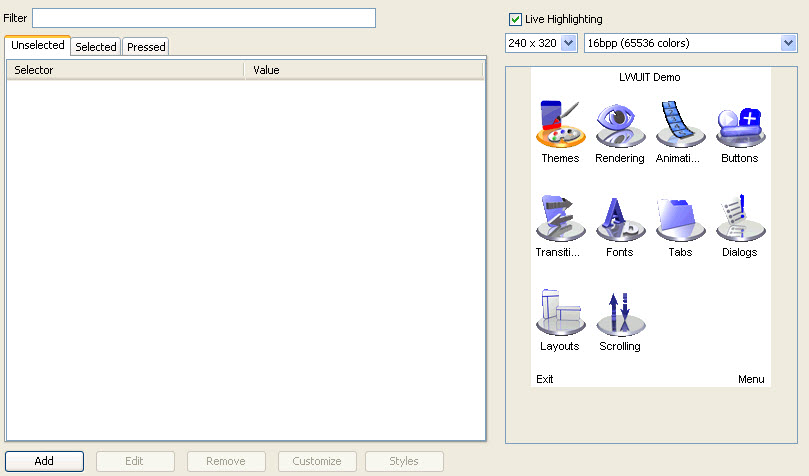 Filter
Unselected Selected Pressed
Selector Value
Add Edit Remove Customize Styles
Live Highlighting
240 x 320 16bpp (65536 colors)
LWUIT Demo
Themes Rendering Animati... Buttons
Transiti... Fonts Tabs Dialogs
Layouts Scrolling
Exit Menu